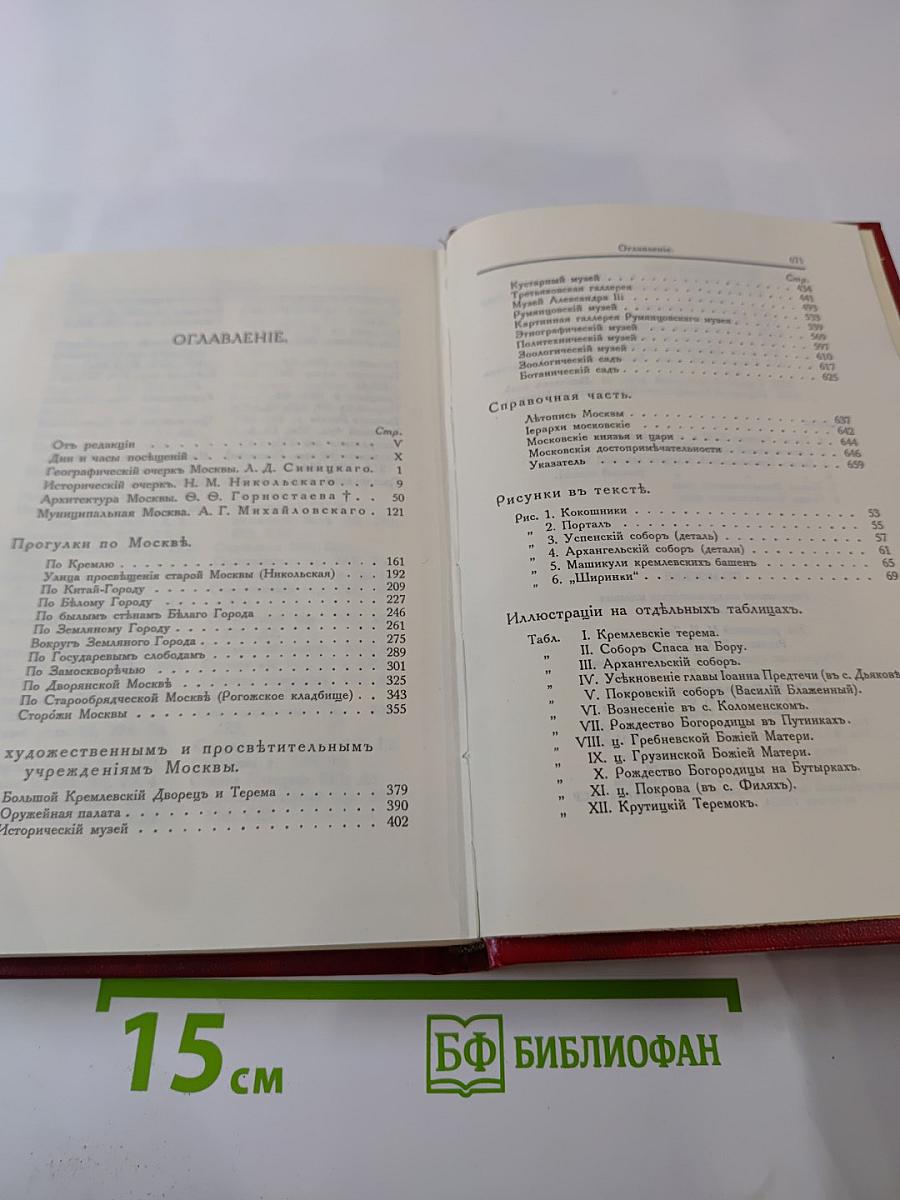 ОГЛАВЛЕНІЕ.
Стр.
Отъ редакціи V
Дни и часы посѣщеній X
Географическій очеркъ Москвы. Л. Д. Синицкаго. 1
Историческій очеркъ. Н. М. Никольскаго 9
Архитектура Москвы. Ѳ. Ѳ. Горностаева †. 50
Муниципальная Москва. А. Г. Михайловскаго. 121
Прогулки по Москвѣ.
По Кремлю 161
Улица просвѣщенія старой Москвы (Никольская) 192
По Китай-Городу 209
По Бѣлому Городу 227
По былымъ стѣнамъ Бѣлаго Города 246
По Земляному Городу 261
Вокругъ Земляного Города 275
По Государевымъ слободамъ 289
По Замоскворѣчью 301
По Дворянской Москвѣ 325
По Старообрядческой Москвѣ (Рогожское кладбище) 343
Сторо́жи Москвы 355
художественнымъ и просвѣтительнымъ
учрежденіямъ Москвы.
Большой Кремлевскій Дворецъ и Терема 379
Оружейная палата 390
Историческій музей 402
Оглавленіе. 671
Стр.
Кустарный музей 434
Третьяковская галлерея 441
Музей Александра III 493
Румянцовскій музей 533
Картинная галлерея Румянцовскаго музея 539
Этнографическій музей 569
Политехническій музей 597
Зоологическій музей 610
Зоологическій садъ 617
Ботаническій садъ 625
Справочная часть.
Лѣтопись Москвы 637
Іерархи московскіе 642
Московскіе князья и цари 644
Московскія достопримѣчательности 646
Указатель 659
Рисунки въ текстѣ.
Рис. 1. Кокошники 53
„ 2. Порталъ 55
„ 3. Успенскій соборъ (деталь) 57
„ 4. Архангельскій соборъ (детали) 61
„ 5. Машикули кремлевскихъ башенъ 65
„ 6. „Ширинки“ 69
Иллюстраціи на отдѣльныхъ таблицахъ.
Табл. I. Кремлевскіе терема.
„ II. Соборъ Спаса на Бору.
„ III. Архангельскій соборъ.
„ IV. Усѣкновеніе главы Іоанна Предтечи (въ с. Дьяковѣ
„ V. Покровскій соборъ (Василій Блаженный).
„ VI. Вознесеніе въ с. Коломенскомъ.
„ VII. Рождество Богородицы въ Путинкахъ.
„ VIII. ц. Гребневской Божіей Матери.
„ IX. ц. Грузинской Божіей Матери.
„ X. Рождество Богородицы на Бутыркахъ.
„ XI. ц. Покрова (въ с. Филяхъ).
„ XII. Крутицкій Теремокъ.
15 см
БФ БИБЛИОФАН